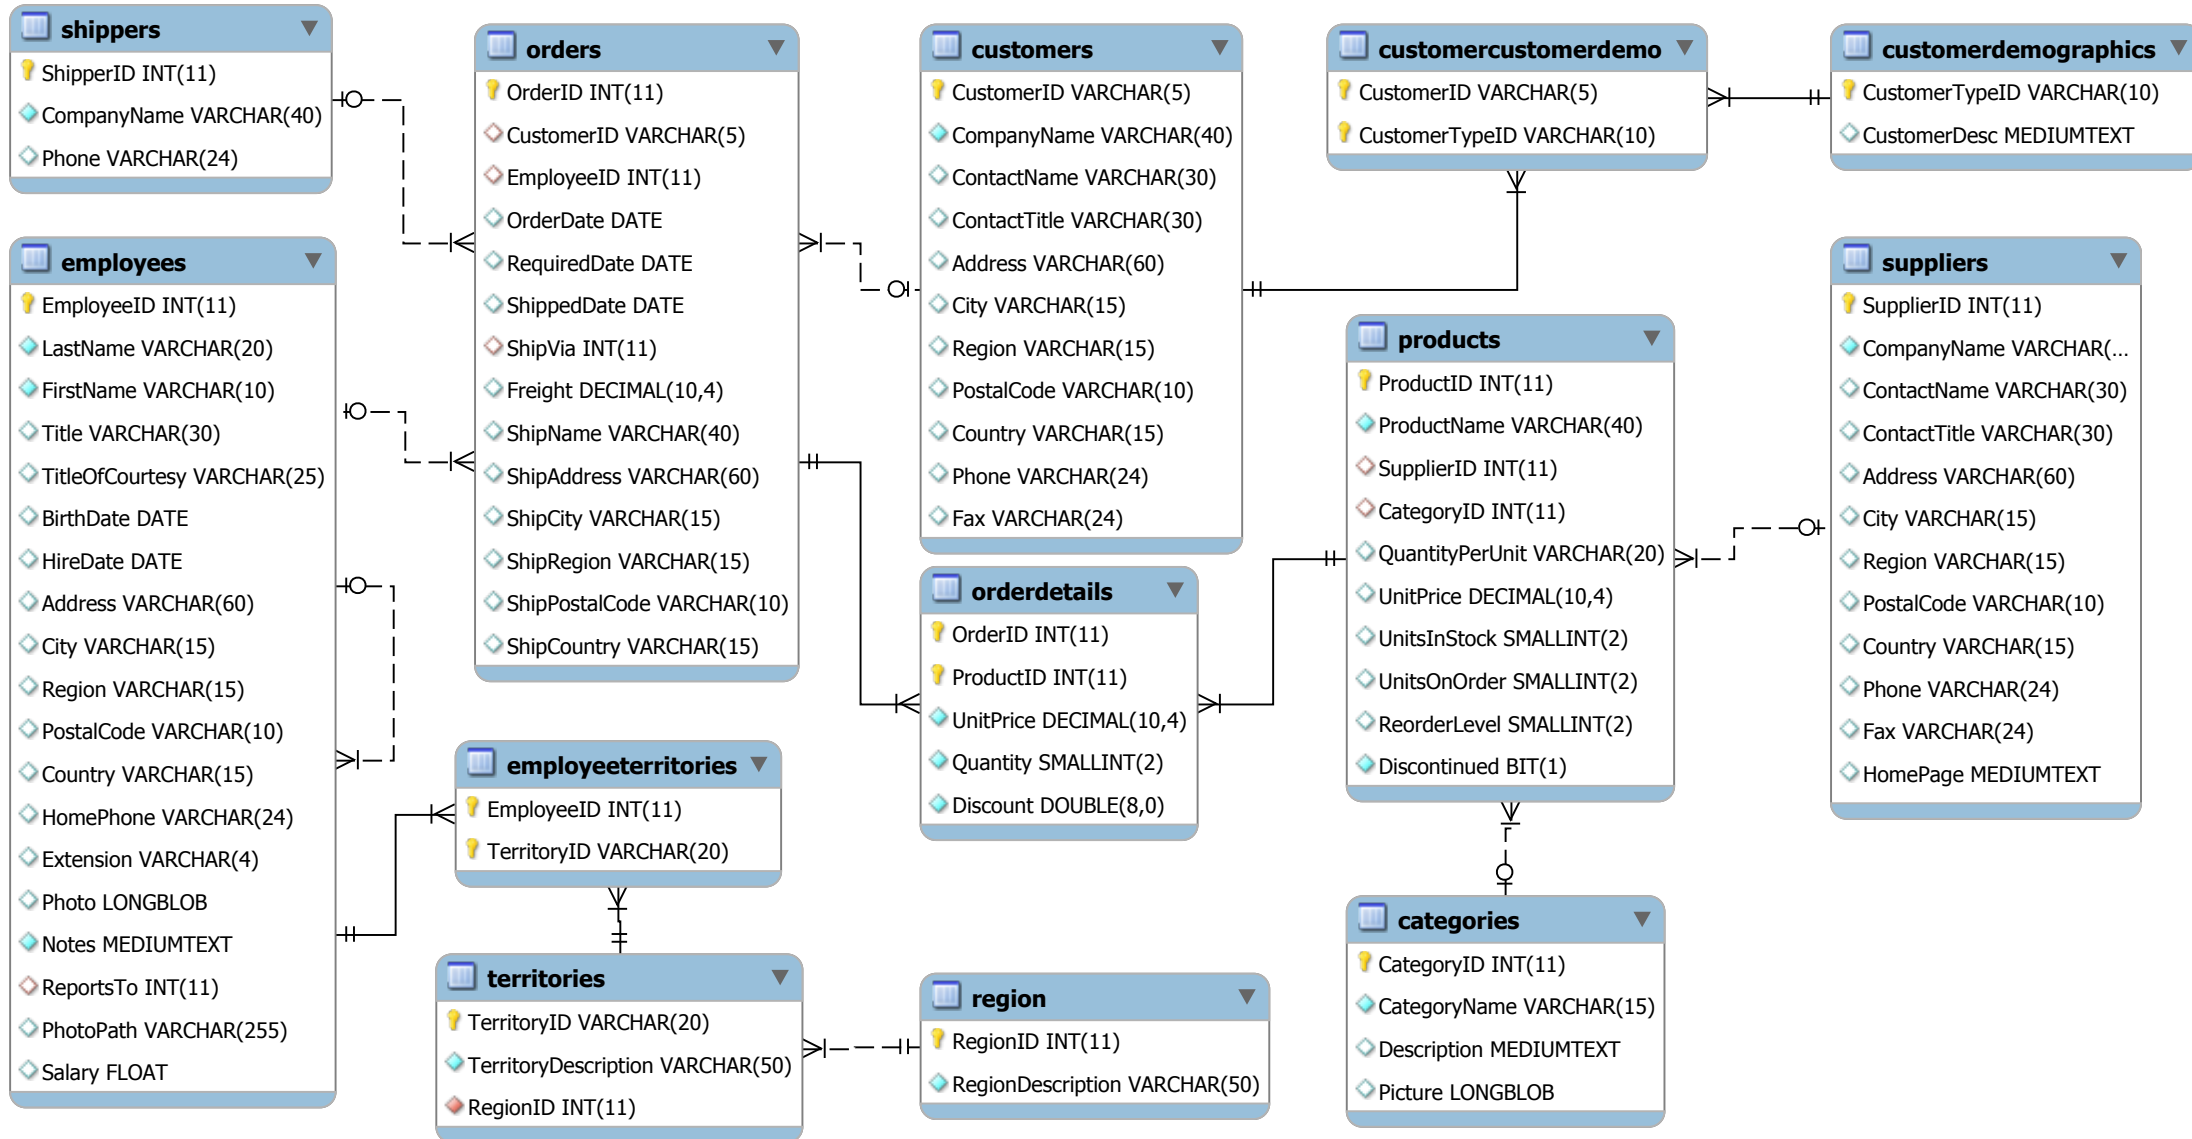 shippers
ShipperID INT(11)
CompanyName VARCHAR(40)
Phone VARCHAR(24)
employees
EmployeeID INT(11)
LastName VARCHAR(20)
FirstName VARCHAR(10)
Title VARCHAR(30)
TitleOfCourtesy VARCHAR(25)
BirthDate DATE
HireDate DATE
Address VARCHAR(60)
City VARCHAR(15)
Region VARCHAR(15)
PostalCode VARCHAR(10)
Country VARCHAR(15)
HomePhone VARCHAR(24)
Extension VARCHAR(4)
Photo LONGBLOB
Notes MEDIUMTEXT
ReportsTo INT(11)
PhotoPath VARCHAR(255)
Salary FLOAT
orders
OrderID INT(11)
CustomerID VARCHAR(5)
EmployeeID INT(11)
OrderDate DATE
RequiredDate DATE
ShippedDate DATE
ShipVia INT(11)
Freight DECIMAL(10,4)
ShipName VARCHAR(40)
ShipAddress VARCHAR(60)
ShipCity VARCHAR(15)
ShipRegion VARCHAR(15)
ShipPostalCode VARCHAR(10)
ShipCountry VARCHAR(15)
employeeterritories
EmployeeID INT(11)
TerritoryID VARCHAR(20)
territories
TerritoryID VARCHAR(20)
TerritoryDescription VARCHAR(50)
RegionID INT(11)
customers
CustomerID VARCHAR(5)
CompanyName VARCHAR(40)
ContactName VARCHAR(30)
ContactTitle VARCHAR(30)
Address VARCHAR(60)
City VARCHAR(15)
Region VARCHAR(15)
PostalCode VARCHAR(10)
Country VARCHAR(15)
Phone VARCHAR(24)
Fax VARCHAR(24)
orderdetails
OrderID INT(11)
ProductID INT(11)
UnitPrice DECIMAL(10,4)
Quantity SMALLINT(2)
Discount DOUBLE(8,0)
region
RegionID INT(11)
RegionDescription VARCHAR(50)
customercustomerdemo
CustomerID VARCHAR(5)
CustomerTypeID VARCHAR(10)
products
ProductID INT(11)
ProductName VARCHAR(40)
SupplierID INT(11)
CategoryID INT(11)
QuantityPerUnit VARCHAR(20)
UnitPrice DECIMAL(10,4)
UnitsInStock SMALLINT(2)
UnitsOnOrder SMALLINT(2)
ReorderLevel SMALLINT(2)
Discontinued BIT(1)
categories
CategoryID INT(11)
CategoryName VARCHAR(15)
Description MEDIUMTEXT
Picture LONGBLOB
customerdemographics
CustomerTypeID VARCHAR(10)
CustomerDesc MEDIUMTEXT
suppliers
SupplierID INT(11)
CompanyName VARCHAR(...
ContactName VARCHAR(30)
ContactTitle VARCHAR(30)
Address VARCHAR(60)
City VARCHAR(15)
Region VARCHAR(15)
PostalCode VARCHAR(10)
Country VARCHAR(15)
Phone VARCHAR(24)
Fax VARCHAR(24)
HomePage MEDIUMTEXT